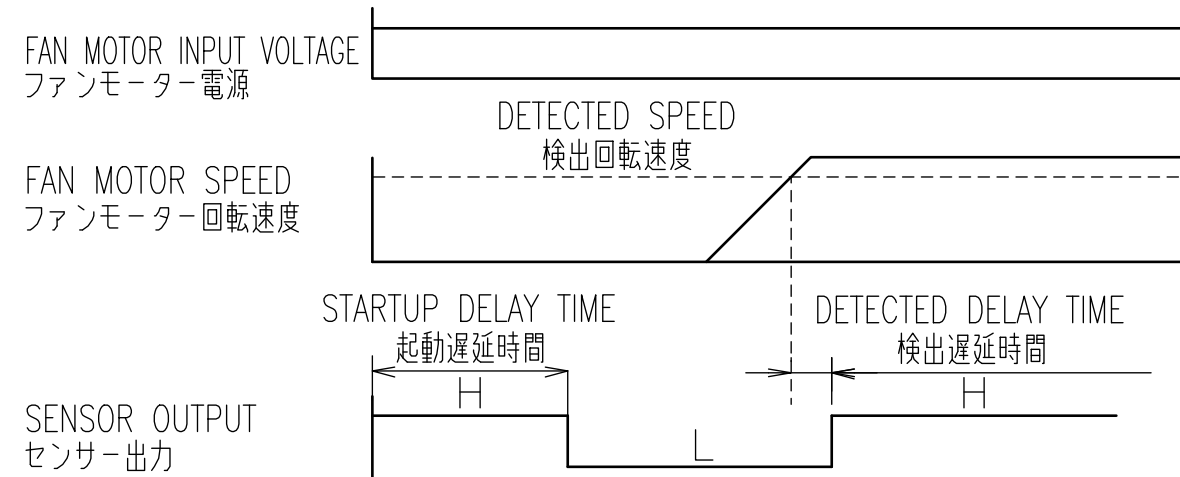 FAN MOTOR INPUT VOLTAGE
ファンモーター電源
DETECTED SPEED
検出回転速度
FAN MOTOR SPEED
ファンモーター回転速度
STARTUP DELAY TIME
起動遅延時間
DETECTED DELAY TIME
検出遅延時間
H
H
SENSOR OUTPUT
センサー出力
L